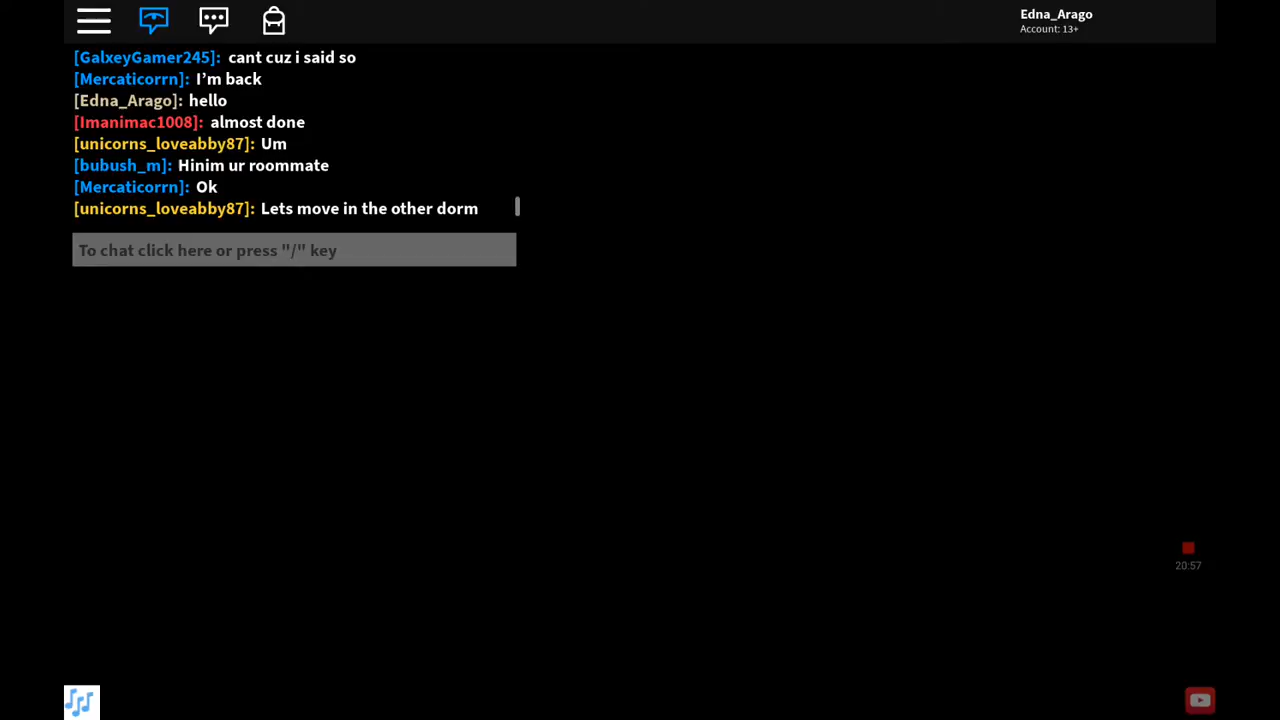 Edna_Arago
Account: 13+
[GalxeyGamer245]: cant cuz i said so
[Mercaticorrn]: I’m back
[Edna_Arago]: hello
[Imanimac1008]: almost done
[unicorns_loveabby87]: Um
[bubush_m]: Hinim ur roommate
[Mercaticorrn]: Ok
[unicorns_loveabby87]: Lets move in the other dorm
To chat click here or press "/" key
20:57